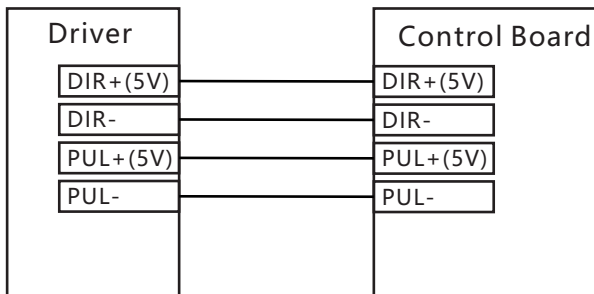 Driver
DIR+(5V)
DIR-
PUL+(5V)
PUL-
Control Board
DIR+(5V)
DIR-
PUL+(5V)
PUL-